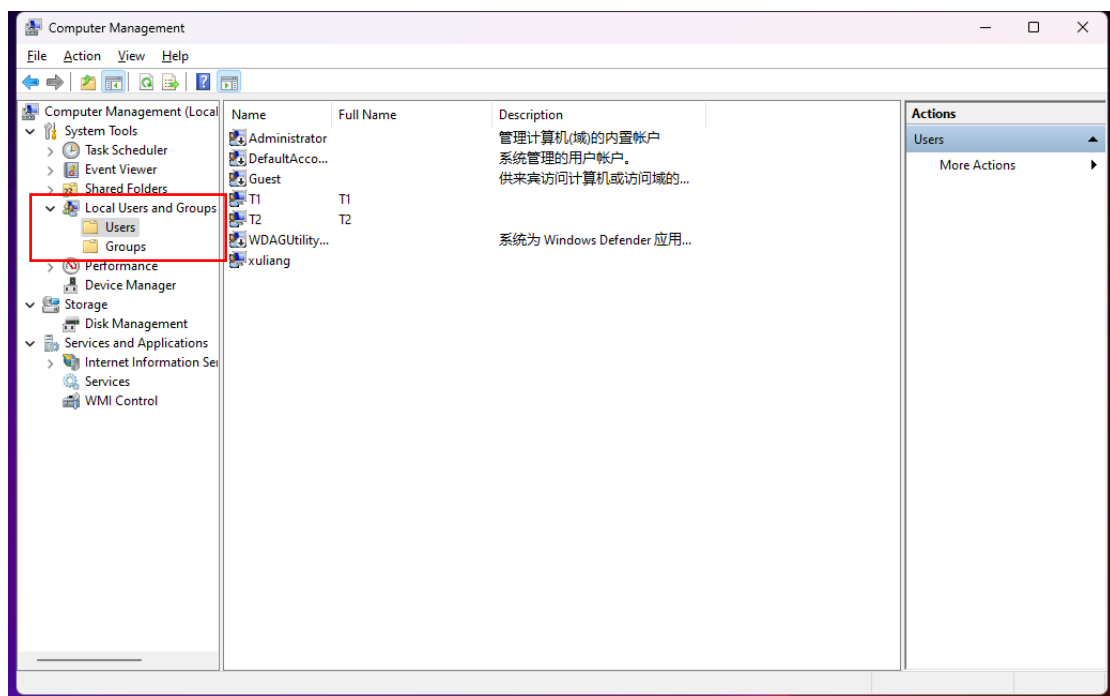 Computer Management
File Action View Help
Computer Management (Local
System Tools
Task Scheduler
Event Viewer
Shared Folders
Local Users and Groups
Users
Groups
Performance
Device Manager
Storage
Disk Management
Services and Applications
Internet Information Ser
Services
WMI Control
Name Full Name Description
Administrator 管理计算机(域)的内置帐户
DefaultAcco... 系统管理的用户帐户。
Guest 供来宾访问计算机或访问域的...
T1 T1
T2 T2
WDAGUtility... 系统为 Windows Defender 应用...
xuliang
Actions
Users
More Actions